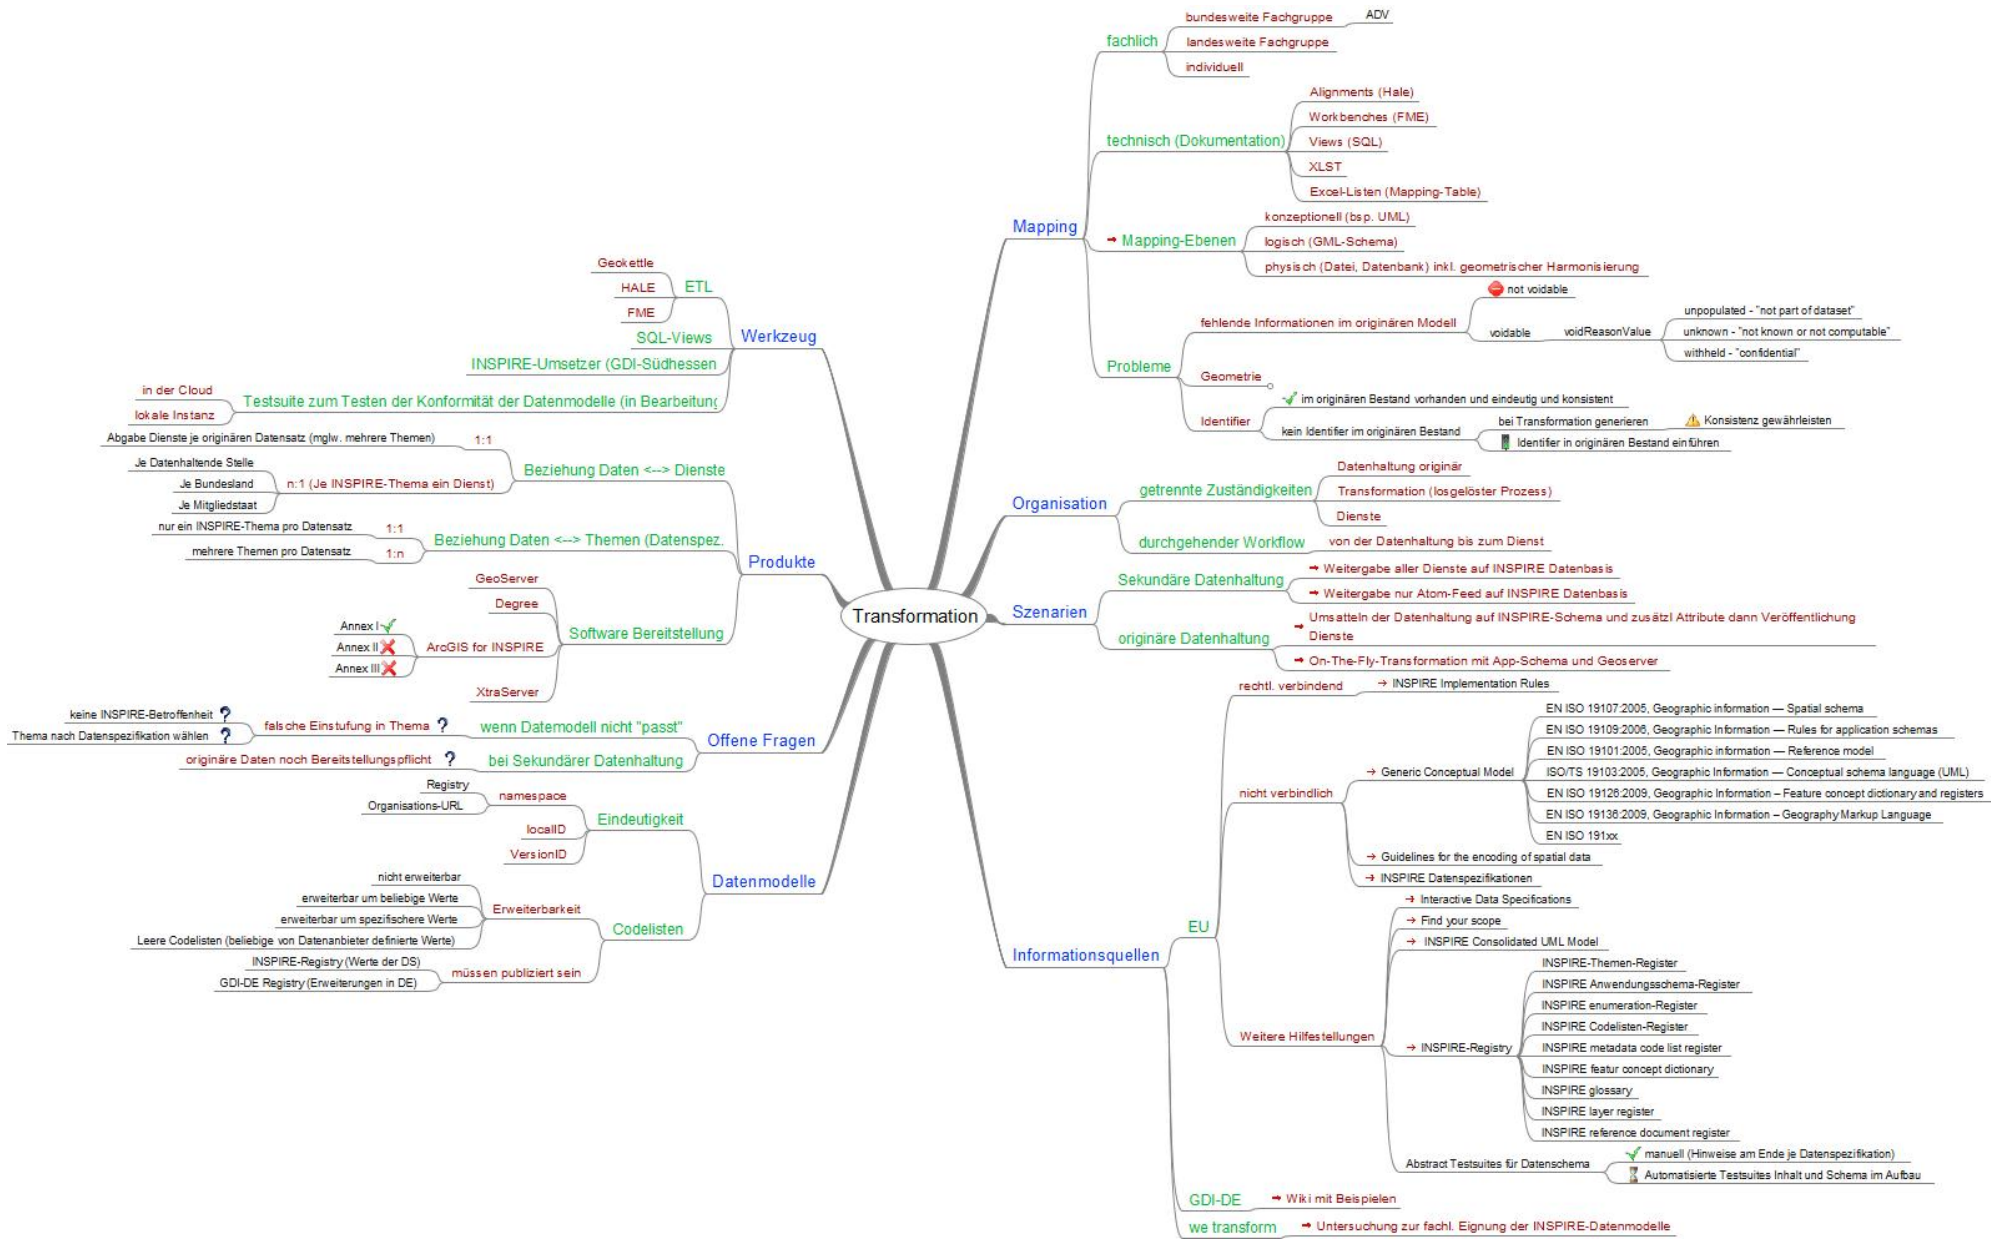 Transformation
Mapping
fachlich
bundesweite Fachgruppe
ADV
landesweite Fachgruppe
individuell
technisch (Dokumentation)
Alignments (Hale)
Workbenches (FME)
Views (SQL)
XLST
Excel-Listen (Mapping-Table)
Mapping-Ebenen
konzeptionell (bsp. UML)
logisch (GML-Schema)
physisch (Datei, Datenbank) inkl. geometrischer Harmonisierung
Probleme
fehlende Informationen im originären Modell
not voidable
voidable
voidReasonValue
unpopulated - "not part of dataset"
unknown - "not known or not computable"
withheld - "confidential"
Geometrie
Identifier
im originären Bestand vorhanden und eindeutig und konsistent
kein Identifier im originären Bestand
bei Transformation generieren
Konsistenz gewährleisten
Identifier in originären Bestand einführen
Organisation
getrennte Zuständigkeiten
Datenhaltung originär
Transformation (losgelöster Prozess)
Dienste
durchgehender Workflow
von der Datenhaltung bis zum Dienst
Szenarien
Sekundäre Datenhaltung
Weitergabe aller Dienste auf INSPIRE Datenbasis
Weitergabe nur Atom-Feed auf INSPIRE Datenbasis
originäre Datenhaltung
Umsatteln der Datenhaltung auf INSPIRE-Schema und zusätzl Attribute dann Veröffentlichung
Dienste
On-The-Fly-Transformation mit App-Schema und Geoserver
Informationsquellen
EU
rechtl. verbindend
INSPIRE Implementation Rules
nicht verbindlich
Generic Conceptual Model
EN ISO 19107:2005, Geographic information — Spatial schema
EN ISO 19109:2006, Geographic Information — Rules for application schemas
EN ISO 19101:2005, Geographic information — Reference model
ISO/TS 19103:2005, Geographic Information — Conceptual schema language (UML)
EN ISO 19126:2009, Geographic Information – Feature concept dictionary and registers
EN ISO 19136:2009, Geographic Information – Geography Markup Language
EN ISO 191xx
Guidelines for the encoding of spatial data
INSPIRE Datenspezifikationen
Weitere Hilfestellungen
Interactive Data Specifications
Find your scope
INSPIRE Consolidated UML Model
INSPIRE-Registry
INSPIRE-Themen-Register
INSPIRE Anwendungsschema-Register
INSPIRE enumeration-Register
INSPIRE Codelisten-Register
INSPIRE metadata code list register
INSPIRE featur concept dictionary
INSPIRE glossary
INSPIRE layer register
INSPIRE reference document register
Abstract Testsuites für Datenschema
manuell (Hinweise am Ende je Datenspezifikation)
Automatisierte Testsuites Inhalt und Schema im Aufbau
GDI-DE
Wiki mit Beispielen
we transform
Untersuchung zur fachl. Eignung der INSPIRE-Datenmodelle
Werkzeug
ETL
Geokettle
HALE
FME
SQL-Views
INSPIRE-Umsetzer (GDI-Südhessen
Testsuite zum Testen der Konformität der Datenmodelle (in Bearbeitung
in der Cloud
lokale Instanz
Produkte
Beziehung Daten <--> Dienste
1:1
Abgabe Dienste je originären Datensatz (mglw. mehrere Themen)
n:1 (Je INSPIRE-Thema ein Dienst)
Je Datenhaltende Stelle
Je Bundesland
Je Mitgliedstaat
Beziehung Daten <--> Themen (Datenspez.
1:1
nur ein INSPIRE-Thema pro Datensatz
1:n
mehrere Themen pro Datensatz
Software Bereitstellung
GeoServer
Degree
ArcGIS for INSPIRE
Annex I
Annex II
Annex III
XtraServer
Offene Fragen
wenn Datemodell nicht "passt"
falsche Einstufung in Thema
keine INSPIRE-Betroffenheit
Thema nach Datenspezifikation wählen
bei Sekundärer Datenhaltung
originäre Daten noch Bereitstellungspflicht
Datenmodelle
Eindeutigkeit
namespace
Registry
Organisations-URL
localID
VersionID
Codelisten
Erweiterbarkeit
nicht erweiterbar
erweiterbar um beliebige Werte
erweiterbar um spezifischere Werte
Leere Codelisten (beliebige von Datenanbieter definierte Werte)
müssen publiziert sein
INSPIRE-Registry (Werte der DS)
GDI-DE Registry (Erweiterungen in DE)